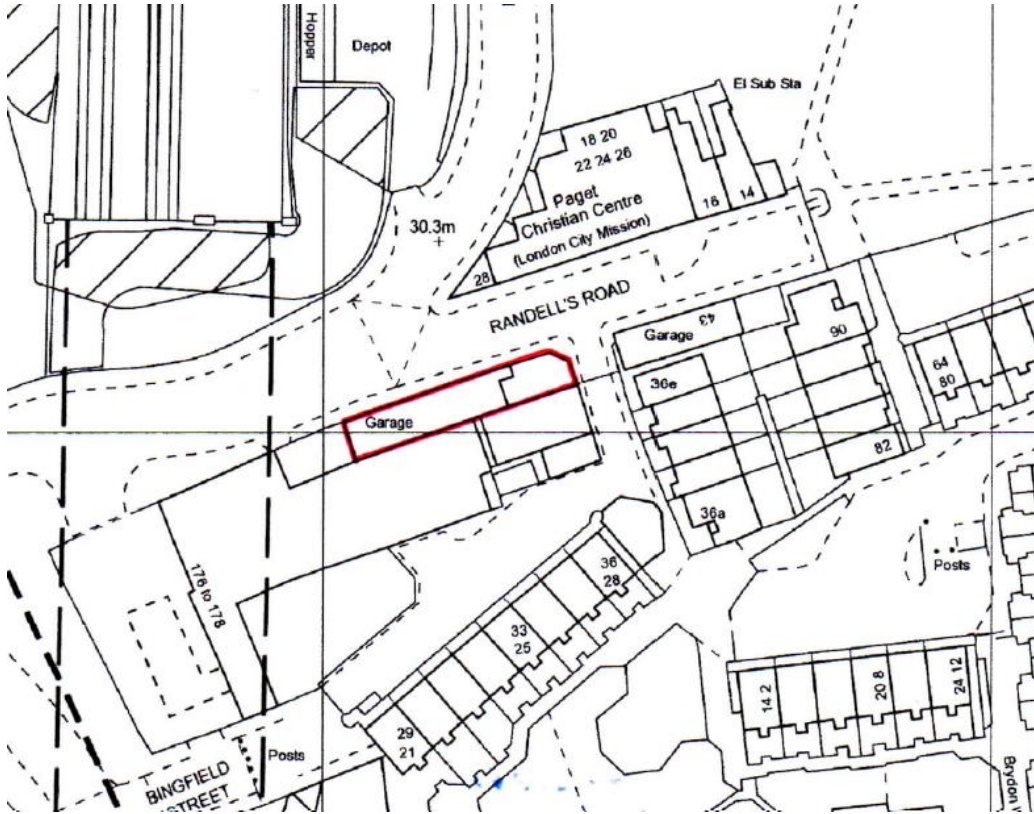 Hopper
Depot
El Sub Sta
18 20
22 24 26
Paget
Christian Centre
(London City Mission)
16
14
30.3m
28
RANDELL'S ROAD
Garage
43
90
36e
64
80
Garage
82
36a
Posts
176 to 178
36
28
33
25
29
21
14 2
20 8
24 12
Posts
BINGFIELD
STREET